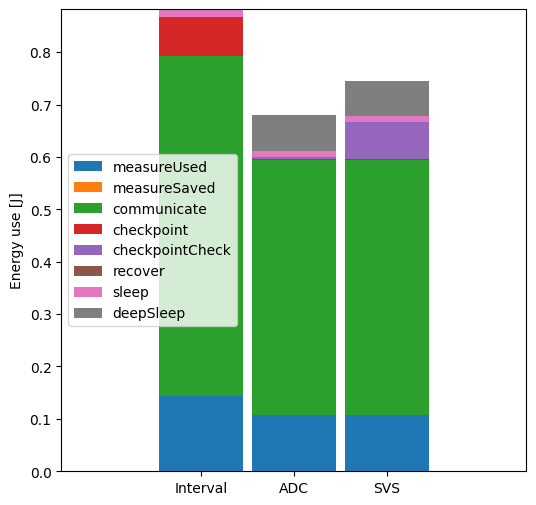 Energy use [J]
0.8
0.7
0.6
0.5
0.4
0.3
0.2
0.1
0.0
measureUsed
measureSaved
communicate
checkpoint
checkpointCheck
recover
sleep
deepSleep
Interval
ADC
SVS